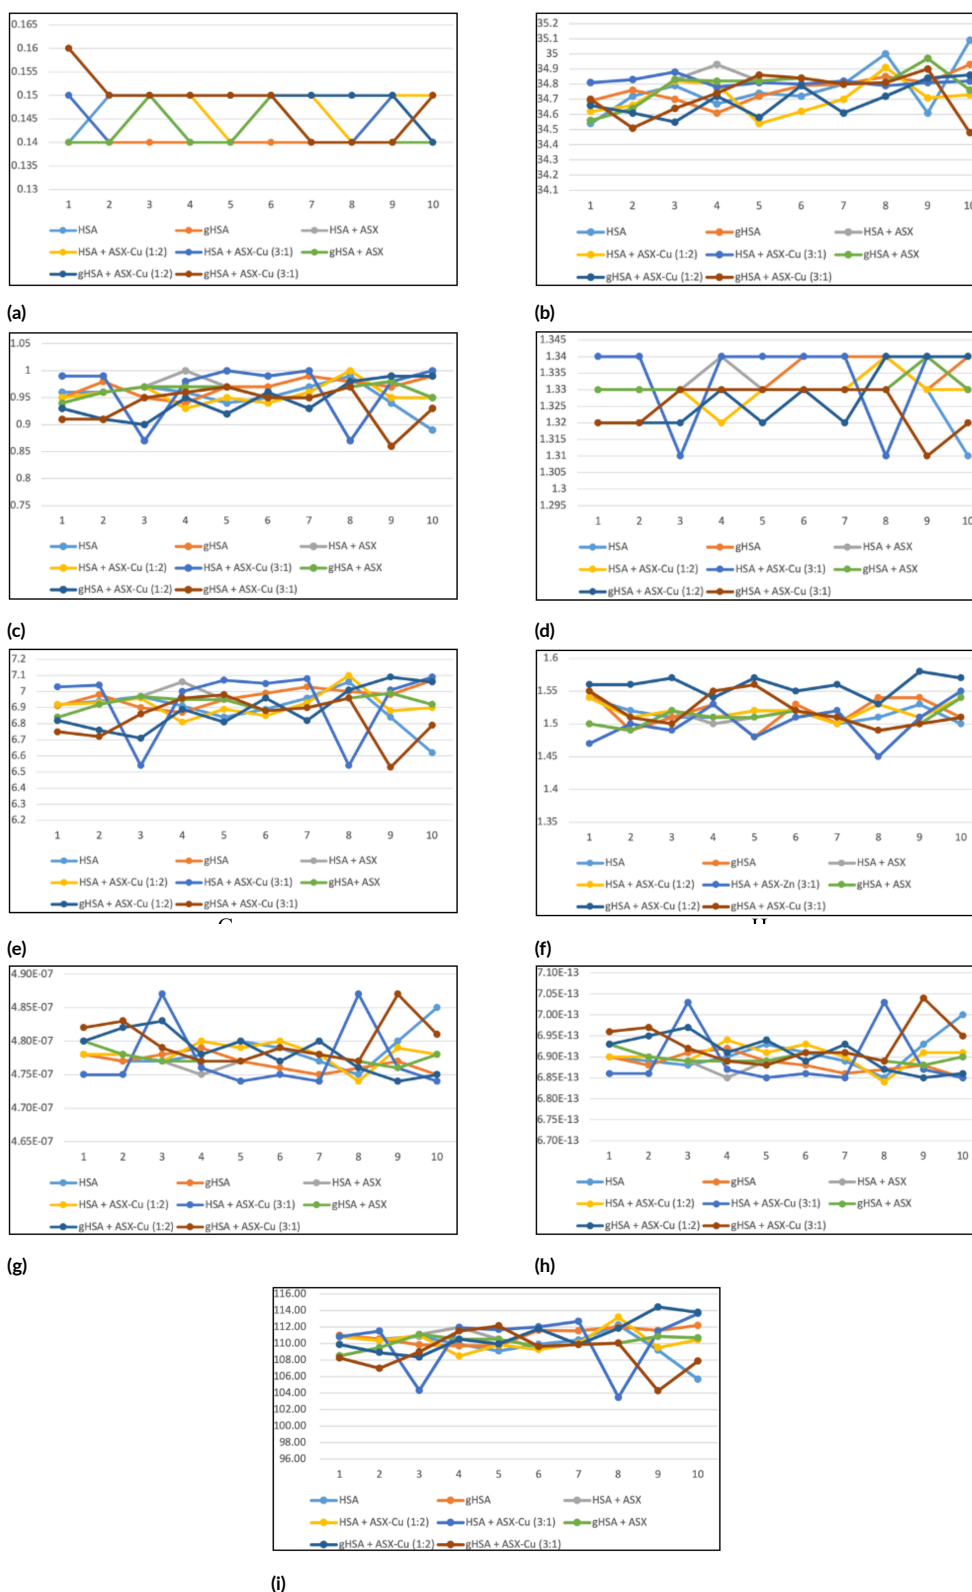 0.165
0.16
0.155
0.15
0.145
0.14
0.135
0.13
1 2 3 4 5 6 7 8 9 10
HSA gHSA HSA + ASX
HSA + ASX-Cu (1:2) HSA + ASX-Cu (3:1) gHSA + ASX
gHSA + ASX-Cu (1:2) gHSA + ASX-Cu (3:1)
(a)
35.2
35.1
35
34.9
34.8
34.7
34.6
34.5
34.4
34.3
34.2
34.1
1 2 3 4 5 6 7 8 9 10
HSA gHSA HSA + ASX
HSA + ASX-Cu (1:2) HSA + ASX-Cu (3:1) gHSA + ASX
gHSA + ASX-Cu (1:2) gHSA + ASX-Cu (3:1)
(b)
1.05
1
0.95
0.9
0.85
0.8
0.75
1 2 3 4 5 6 7 8 9 10
HSA gHSA HSA + ASX
HSA + ASX-Cu (1:2) HSA + ASX-Cu (3:1) gHSA + ASX
gHSA + ASX-Cu (1:2) gHSA + ASX-Cu (3:1)
(c)
1.345
1.34
1.335
1.33
1.325
1.32
1.315
1.31
1.305
1.3
1.295
1 2 3 4 5 6 7 8 9 10
HSA gHSA HSA + ASX
HSA + ASX-Cu (1:2) HSA + ASX-Cu (3:1) gHSA + ASX
gHSA + ASX-Cu (1:2) gHSA + ASX-Cu (3:1)
(d)
7.2
7.1
7
6.9
6.8
6.7
6.6
6.5
6.4
6.3
6.2
1 2 3 4 5 6 7 8 9 10
HSA gHSA HSA + ASX
HSA + ASX-Cu (1:2) HSA + ASX-Cu (3:1) gHSA+ ASX
gHSA + ASX-Cu (1:2) gHSA + ASX-Cu (3:1)
(e)
1.6
1.55
1.5
1.45
1.4
1.35
1 2 3 4 5 6 7 8 9 10
HSA gHSA HSA + ASX
HSA + ASX-Cu (1:2) HSA + ASX-Zn (3:1) gHSA + ASX
gHSA + ASX-Cu (1:2) gHSA + ASX-Cu (3:1)
(f)
4.90E-07
4.85E-07
4.80E-07
4.75E-07
4.70E-07
4.65E-07
1 2 3 4 5 6 7 8 9 10
HSA gHSA HSA + ASX
HSA + ASX-Cu (1:2) HSA + ASX-Cu (3:1) gHSA + ASX
gHSA + ASX-Cu (1:2) gHSA + ASX-Cu (3:1)
(g)
7.10E-13
7.05E-13
7.00E-13
6.95E-13
6.90E-13
6.85E-13
6.80E-13
6.75E-13
6.70E-13
1 2 3 4 5 6 7 8 9 10
HSA gHSA HSA + ASX
HSA + ASX-Cu (1:2) HSA + ASX-Cu (3:1) gHSA + ASX
gHSA + ASX-Cu (1:2) gHSA + ASX-Cu (3:1)
(h)
116.00
114.00
112.00
110.00
108.00
106.00
104.00
102.00
100.00
98.00
96.00
1 2 3 4 5 6 7 8 9 10
HSA gHSA HSA + ASX
HSA + ASX-Cu (1:2) HSA + ASX-Cu (3:1) gHSA + ASX
gHSA + ASX-Cu (1:2) gHSA + ASX-Cu (3:1)
(i)